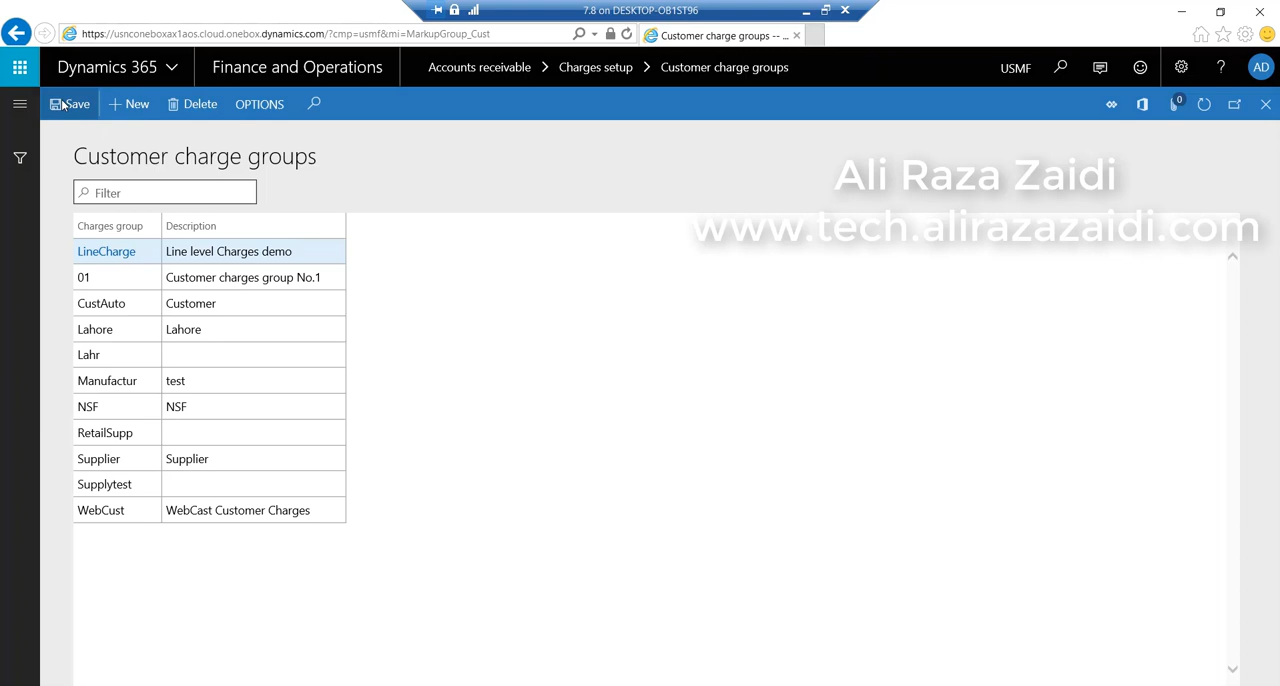 7.8 on DESKTOP-OB1ST96
https://usnconeboxax1aos.cloud.onebox.dynamics.com/?cmp=usmf&mi=MarkupGroup_Cust
Customer charge groups -- ...
Dynamics 365
Finance and Operations
Accounts receivable
Charges setup
Customer charge groups
USMF
?
AD
Save
New
Delete
OPTIONS
0
Customer charge groups
Ali Raza Zaidi
www.tech.alirazazaidi.com
Filter
Charges group Description
LineCharge Line level Charges demo
01 Customer charges group No.1
CustAuto Customer
Lahore Lahore
Lahr
Manufactur test
NSF NSF
RetailSupp
Supplier Supplier
Supplytest
WebCust WebCast Customer Charges